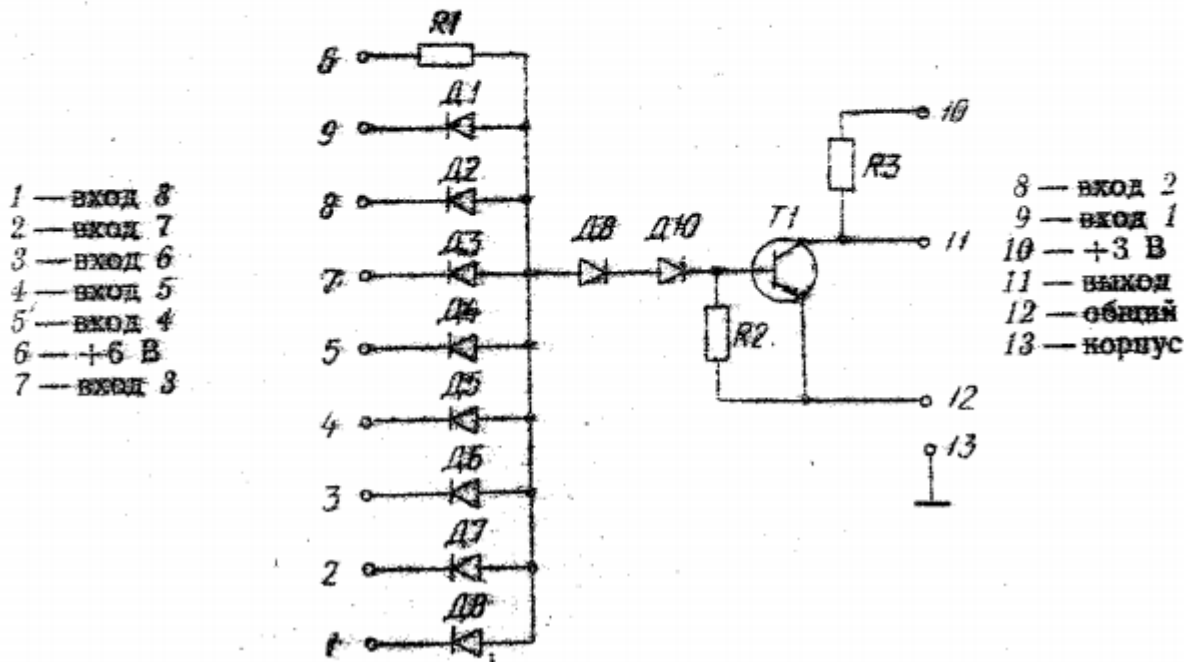 1 — вход 8
2 — вход 7
3 — вход 6
4 — вход 5
5 — вход 4
6 — +6 В
7 — вход 3
6
R1
9
Д1
8
Д2
7
Д3
5
Д4
4
Д5
3
Д6
2
Д7
1
Д8
Д10
R2
T1
R3
10
11
12
13
8 — вход 2
9 — вход 1
10 — +3 В
11 — выход
12 — общий
13 — корпус